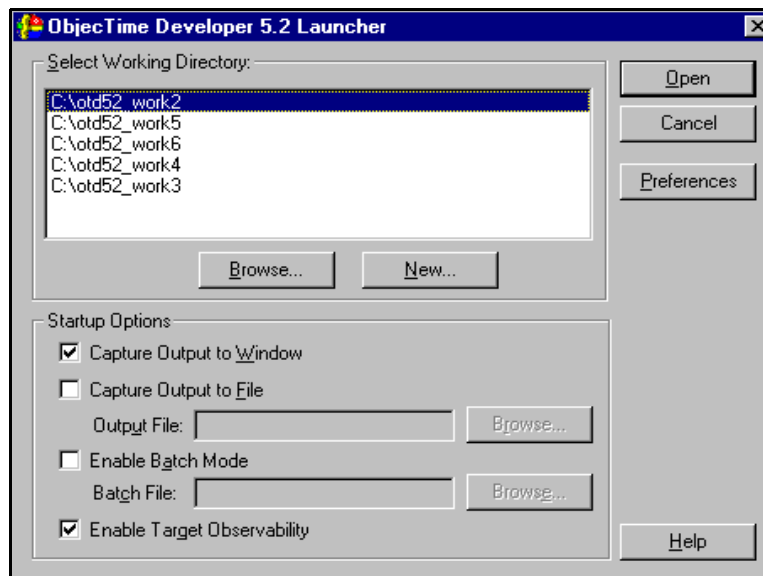 ObjecTime Developer 5.2 Launcher
Select Working Directory:
C:\otd52_work2
C:\otd52_work5
C:\otd52_work6
C:\otd52_work4
C:\otd52_work3
Browse...
New...
Open
Cancel
Preferences
Startup Options
Capture Output to Window
Capture Output to File
Output File:
Browse...
Enable Batch Mode
Batch File:
Browse...
Enable Target Observability
Help